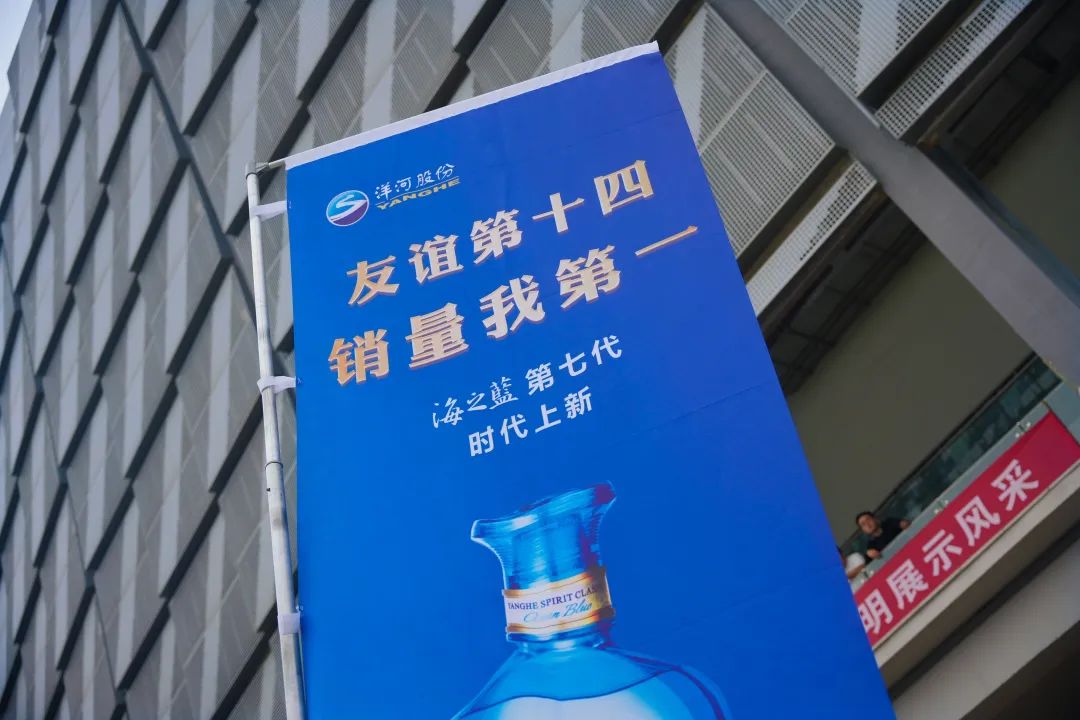 洋河股份
YANGHE
友谊第十四
销量我第一
海之藍 第七代
时代上新
YANGHE SPIRIT CLAS
Ocean Blue
明展示风采